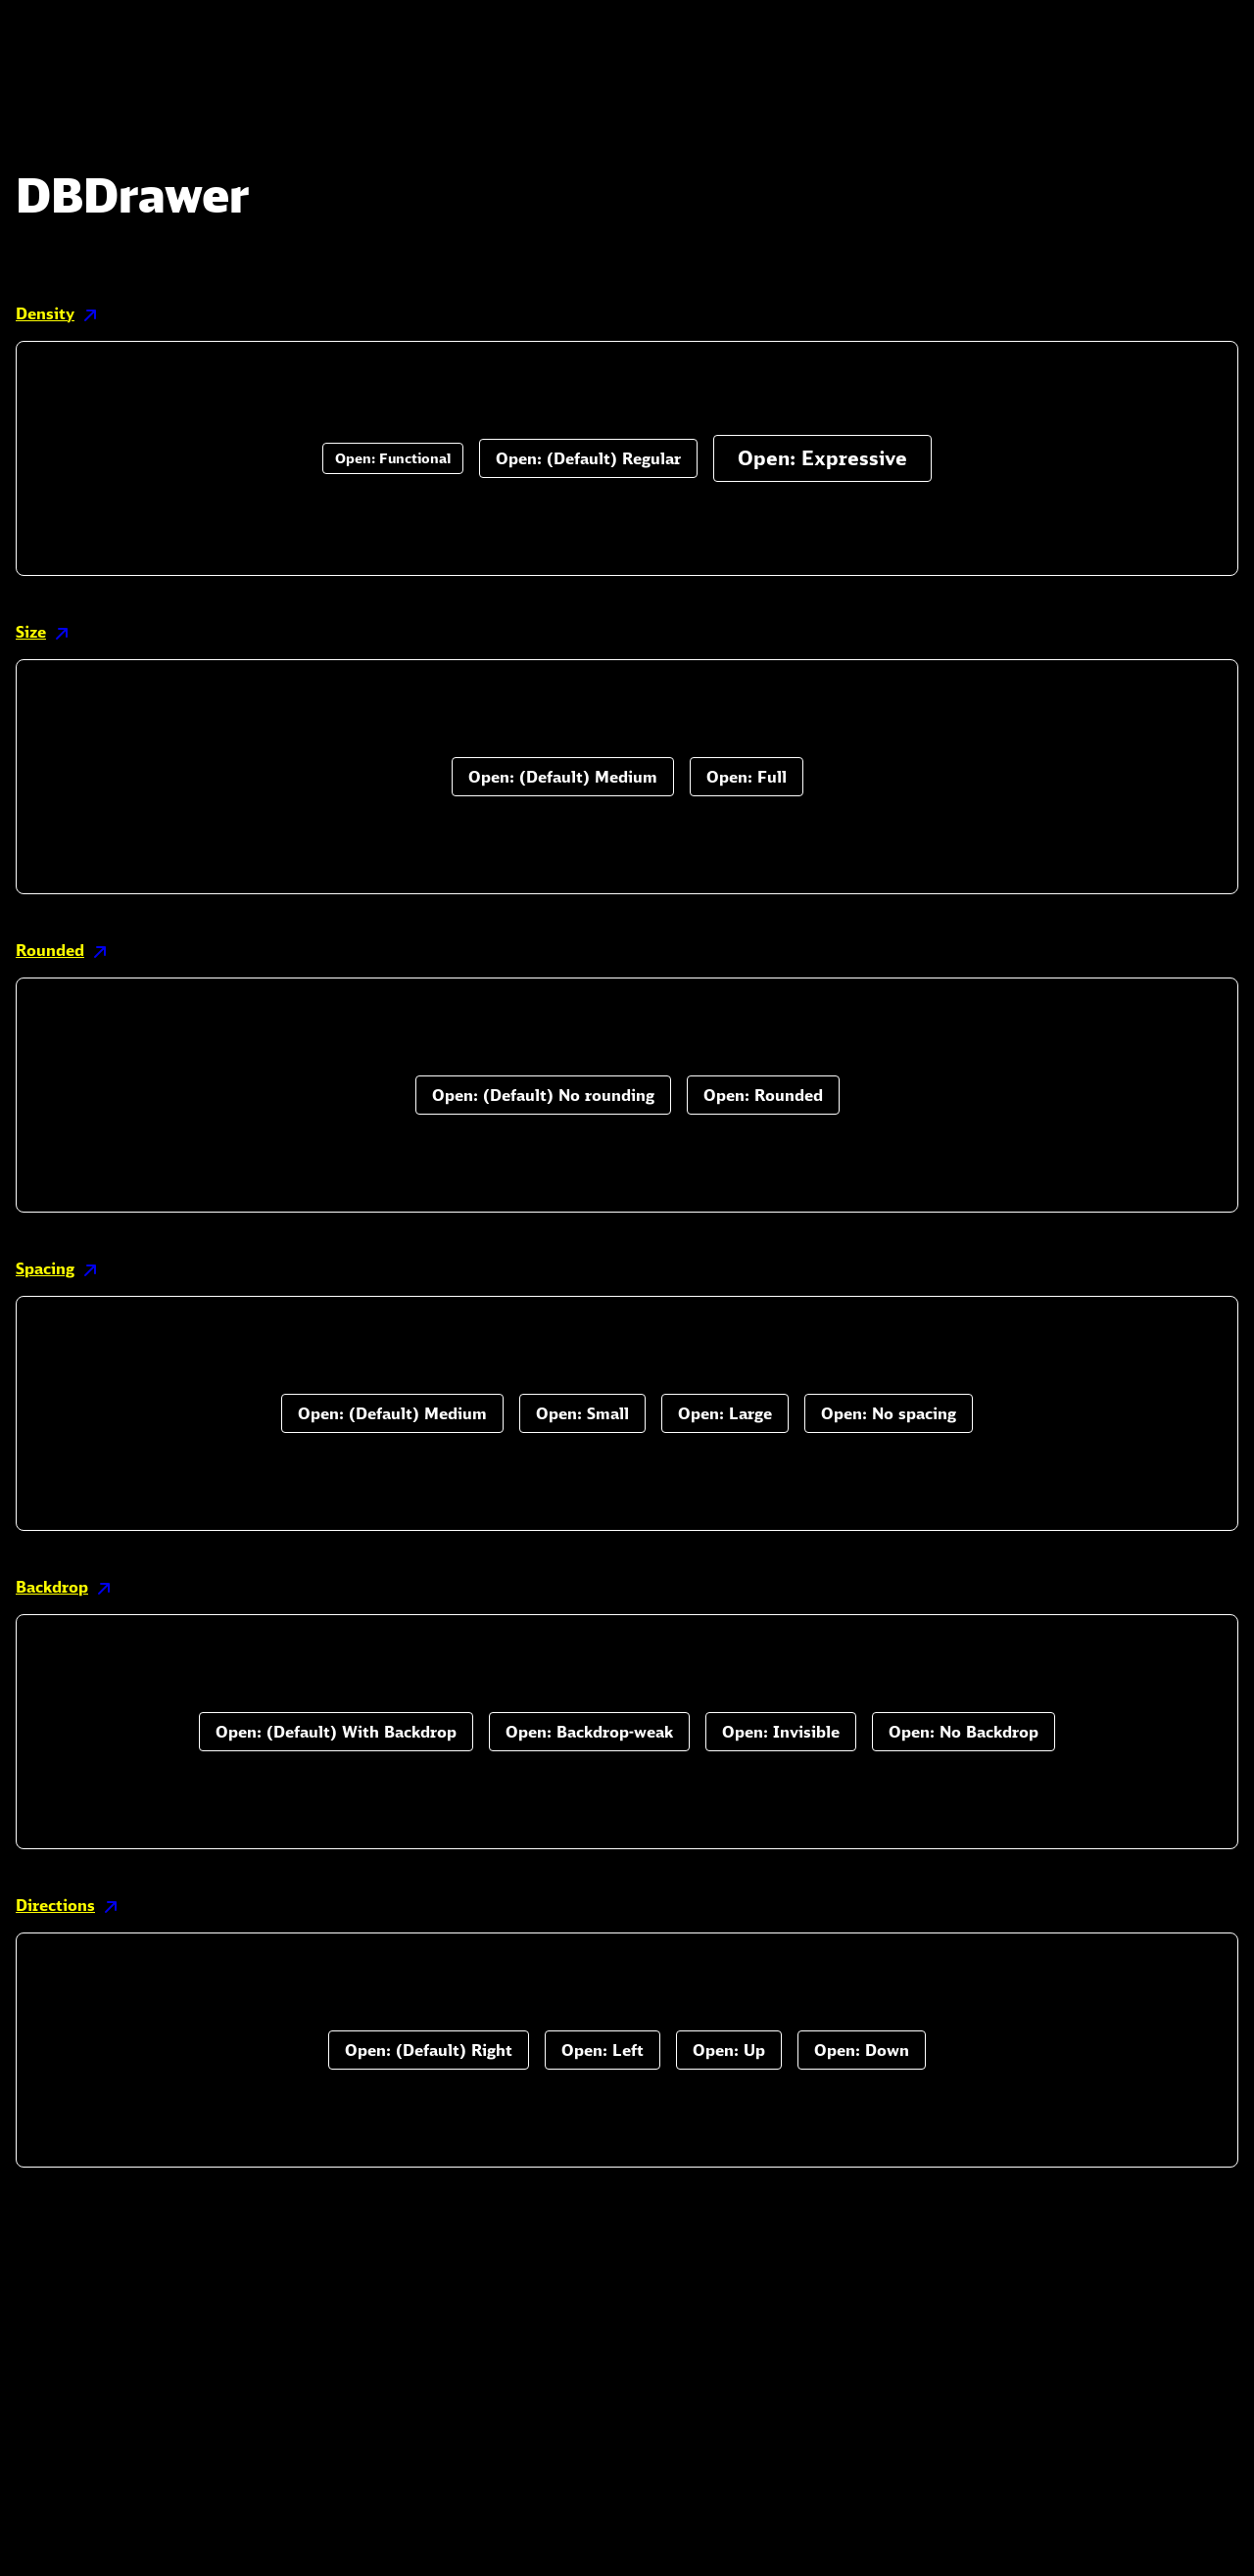 DBDrawer
Density
Open: Functional Open: (Default) Regular Open: Expressive
Size
Open: (Default) Medium Open: Full
Rounded
Open: (Default) No rounding Open: Rounded
Spacing
Open: (Default) Medium Open: Small Open: Large Open: No spacing
Backdrop
Open: (Default) With Backdrop Open: Backdrop-weak Open: Invisible Open: No Backdrop
Directions
Open: (Default) Right Open: Left Open: Up Open: Down